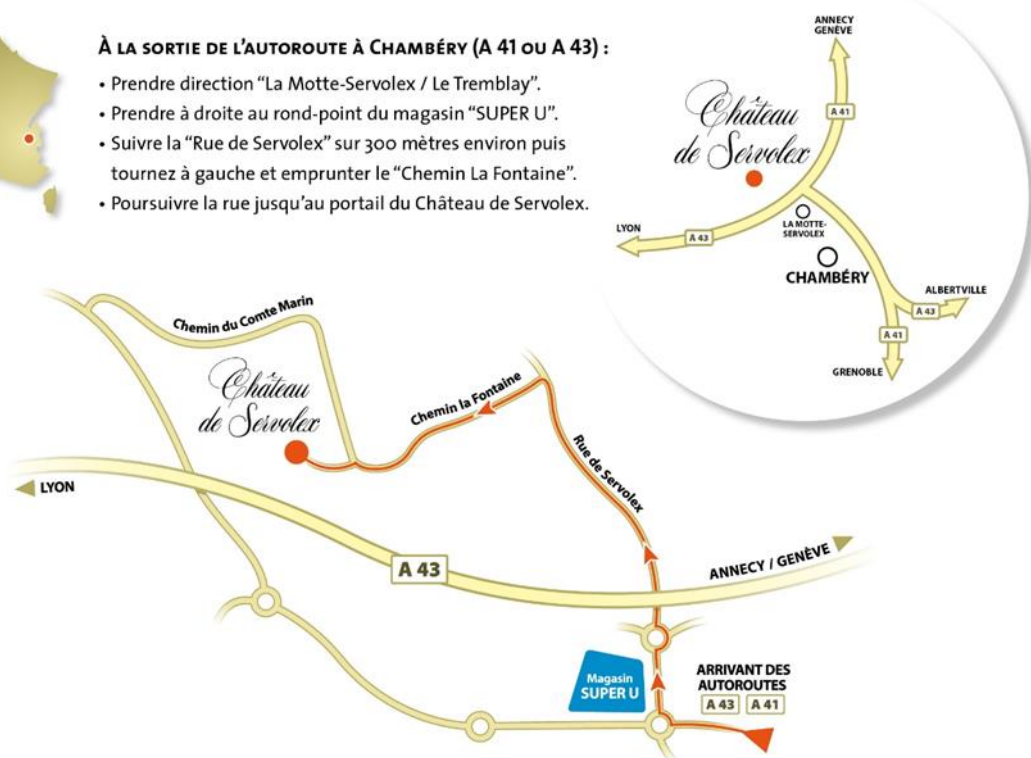 À LA SORTIE DE L'AUTOROUTE À CHAMBÉRY (A 41 OU A 43) :
• Prendre direction “La Motte-Servolex / Le Tremblay”.
• Prendre à droite au rond-point du magasin “SUPER U”.
• Suivre la “Rue de Servolex” sur 300 mètres environ puis
tournez à gauche et emprunter le “Chemin La Fontaine”.
• Poursuivre la rue jusqu'au portail du Château de Servolex.
ANNECY
GENÈVE
A 41
Château
de Servolex
LYON
A 43
LA MOTTE-
SERVOLEX
CHAMBÉRY
ALBERTVILLE
A 43
A 41
GRENOBLE
Chemin du Comte Marin
Château
de Servolex
Chemin la Fontaine
Rue de Servolex
LYON
A 43
ANNECY / GENÈVE
Magasin
SUPER U
ARRIVANT DES
AUTOROUTES
A 43 A 41